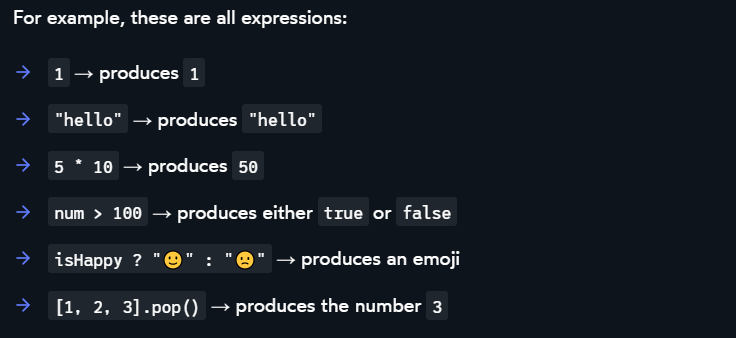 For example, these are all expressions:
→ 1 → produces 1
→ "hello" → produces "hello"
→ 5 * 10 → produces 50
→ num > 100 → produces either true or false
→ isHappy ? "🙂" : "🙁" → produces an emoji
→ [1, 2, 3].pop() → produces the number 3